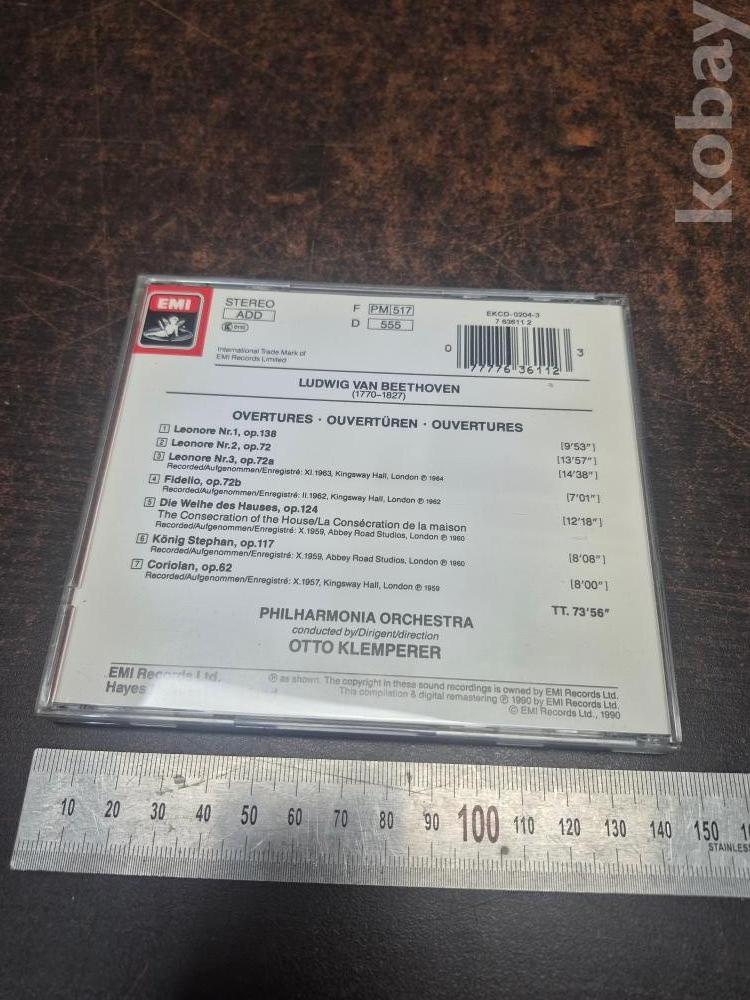 kobay
EMI
STEREO
ADD
F PM 517
D 555
EKCD-0204-3
7 63611 2
0 77776 36112 3
International Trade Mark of
EMI Records Limited
LUDWIG VAN BEETHOVEN
(1770–1827)
OVERTURES · OUVERTÜREN · OUVERTURES
1 Leonore Nr.1, op.138 [9'53"]
2 Leonore Nr.2, op.72 [13'57"]
3 Leonore Nr.3, op.72a [14'38"]
Recorded/Aufgenommen/Enregistré: XI.1963, Kingsway Hall, London ℗ 1964
4 Fidelio, op.72b [7'01"]
Recorded/Aufgenommen/Enregistré: II.1962, Kingsway Hall, London ℗ 1962
5 Die Weihe des Hauses, op.124 [12'18"]
The Consecration of the House/La Consécration de la maison
Recorded/Aufgenommen/Enregistré: X.1959, Abbey Road Studios, London ℗ 1960
6 König Stephan, op.117 [8'08"]
Recorded/Aufgenommen/Enregistré: X.1959, Abbey Road Studios, London ℗ 1960
7 Coriolan, op.62 [8'00"]
Recorded/Aufgenommen/Enregistré: X.1957, Kingsway Hall, London ℗ 1959
TT. 73'56"
PHILHARMONIA ORCHESTRA
conducted by/Dirigent/direction
OTTO KLEMPERER
EMI Records Ltd.
Hayes
℗ as shown. The copyright in these sound recordings is owned by EMI Records Ltd.
This compilation & digital remastering ℗ 1990 by EMI Records Ltd.
© EMI Records Ltd., 1990
10 20 30 40 50 60 70 80 90 100 110 120 130 140 150
STAINLESS